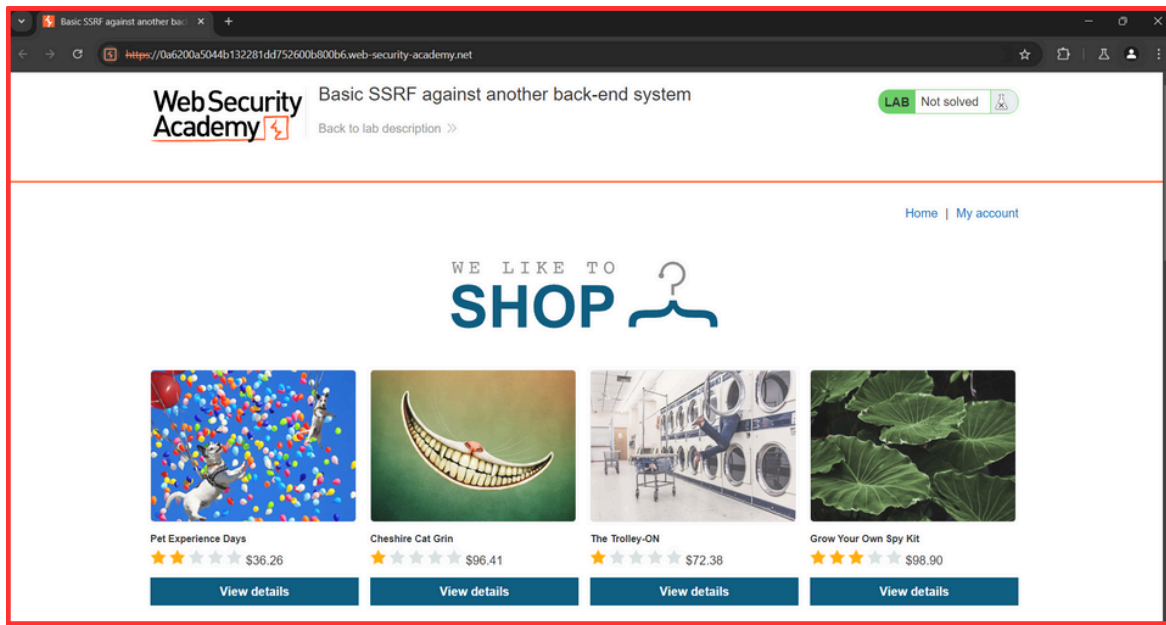 Basic SSRF against another bac
https://0a6200a5044b132281dd752600b800b6.web-security-academy.net
Web Security
Academy
Basic SSRF against another back-end system
Back to lab description
LAB Not solved
Home | My account
WE LIKE TO
SHOP
Pet Experience Days
$36.26
View details
Cheshire Cat Grin
$96.41
View details
The Trolley-ON
$72.38
View details
Grow Your Own Spy Kit
$98.90
View details